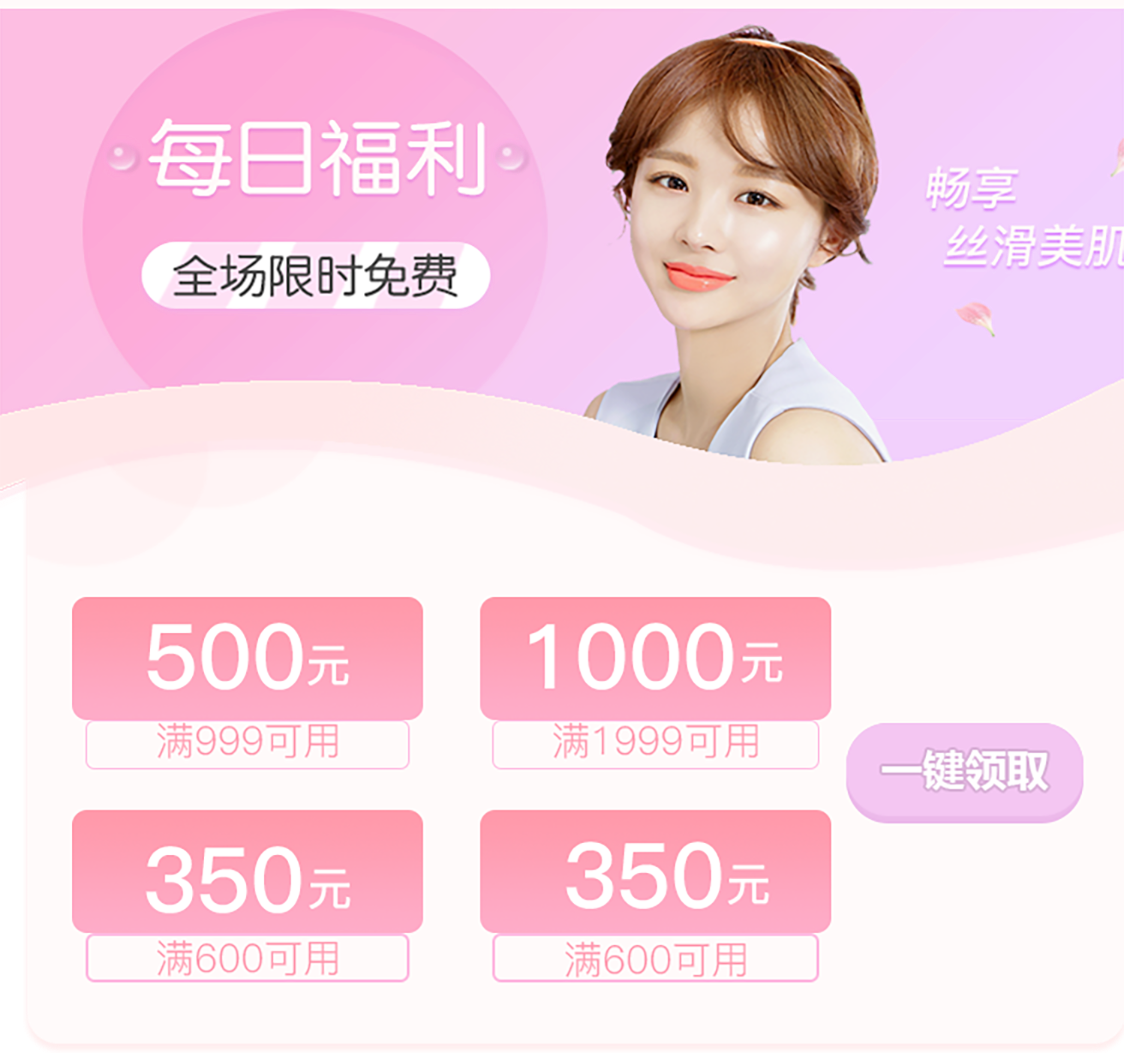 每日福利
全场限时免费
畅享
丝滑美肌
500元
满999可用
1000元
满1999可用
一键领取
350元
满600可用
350元
满600可用